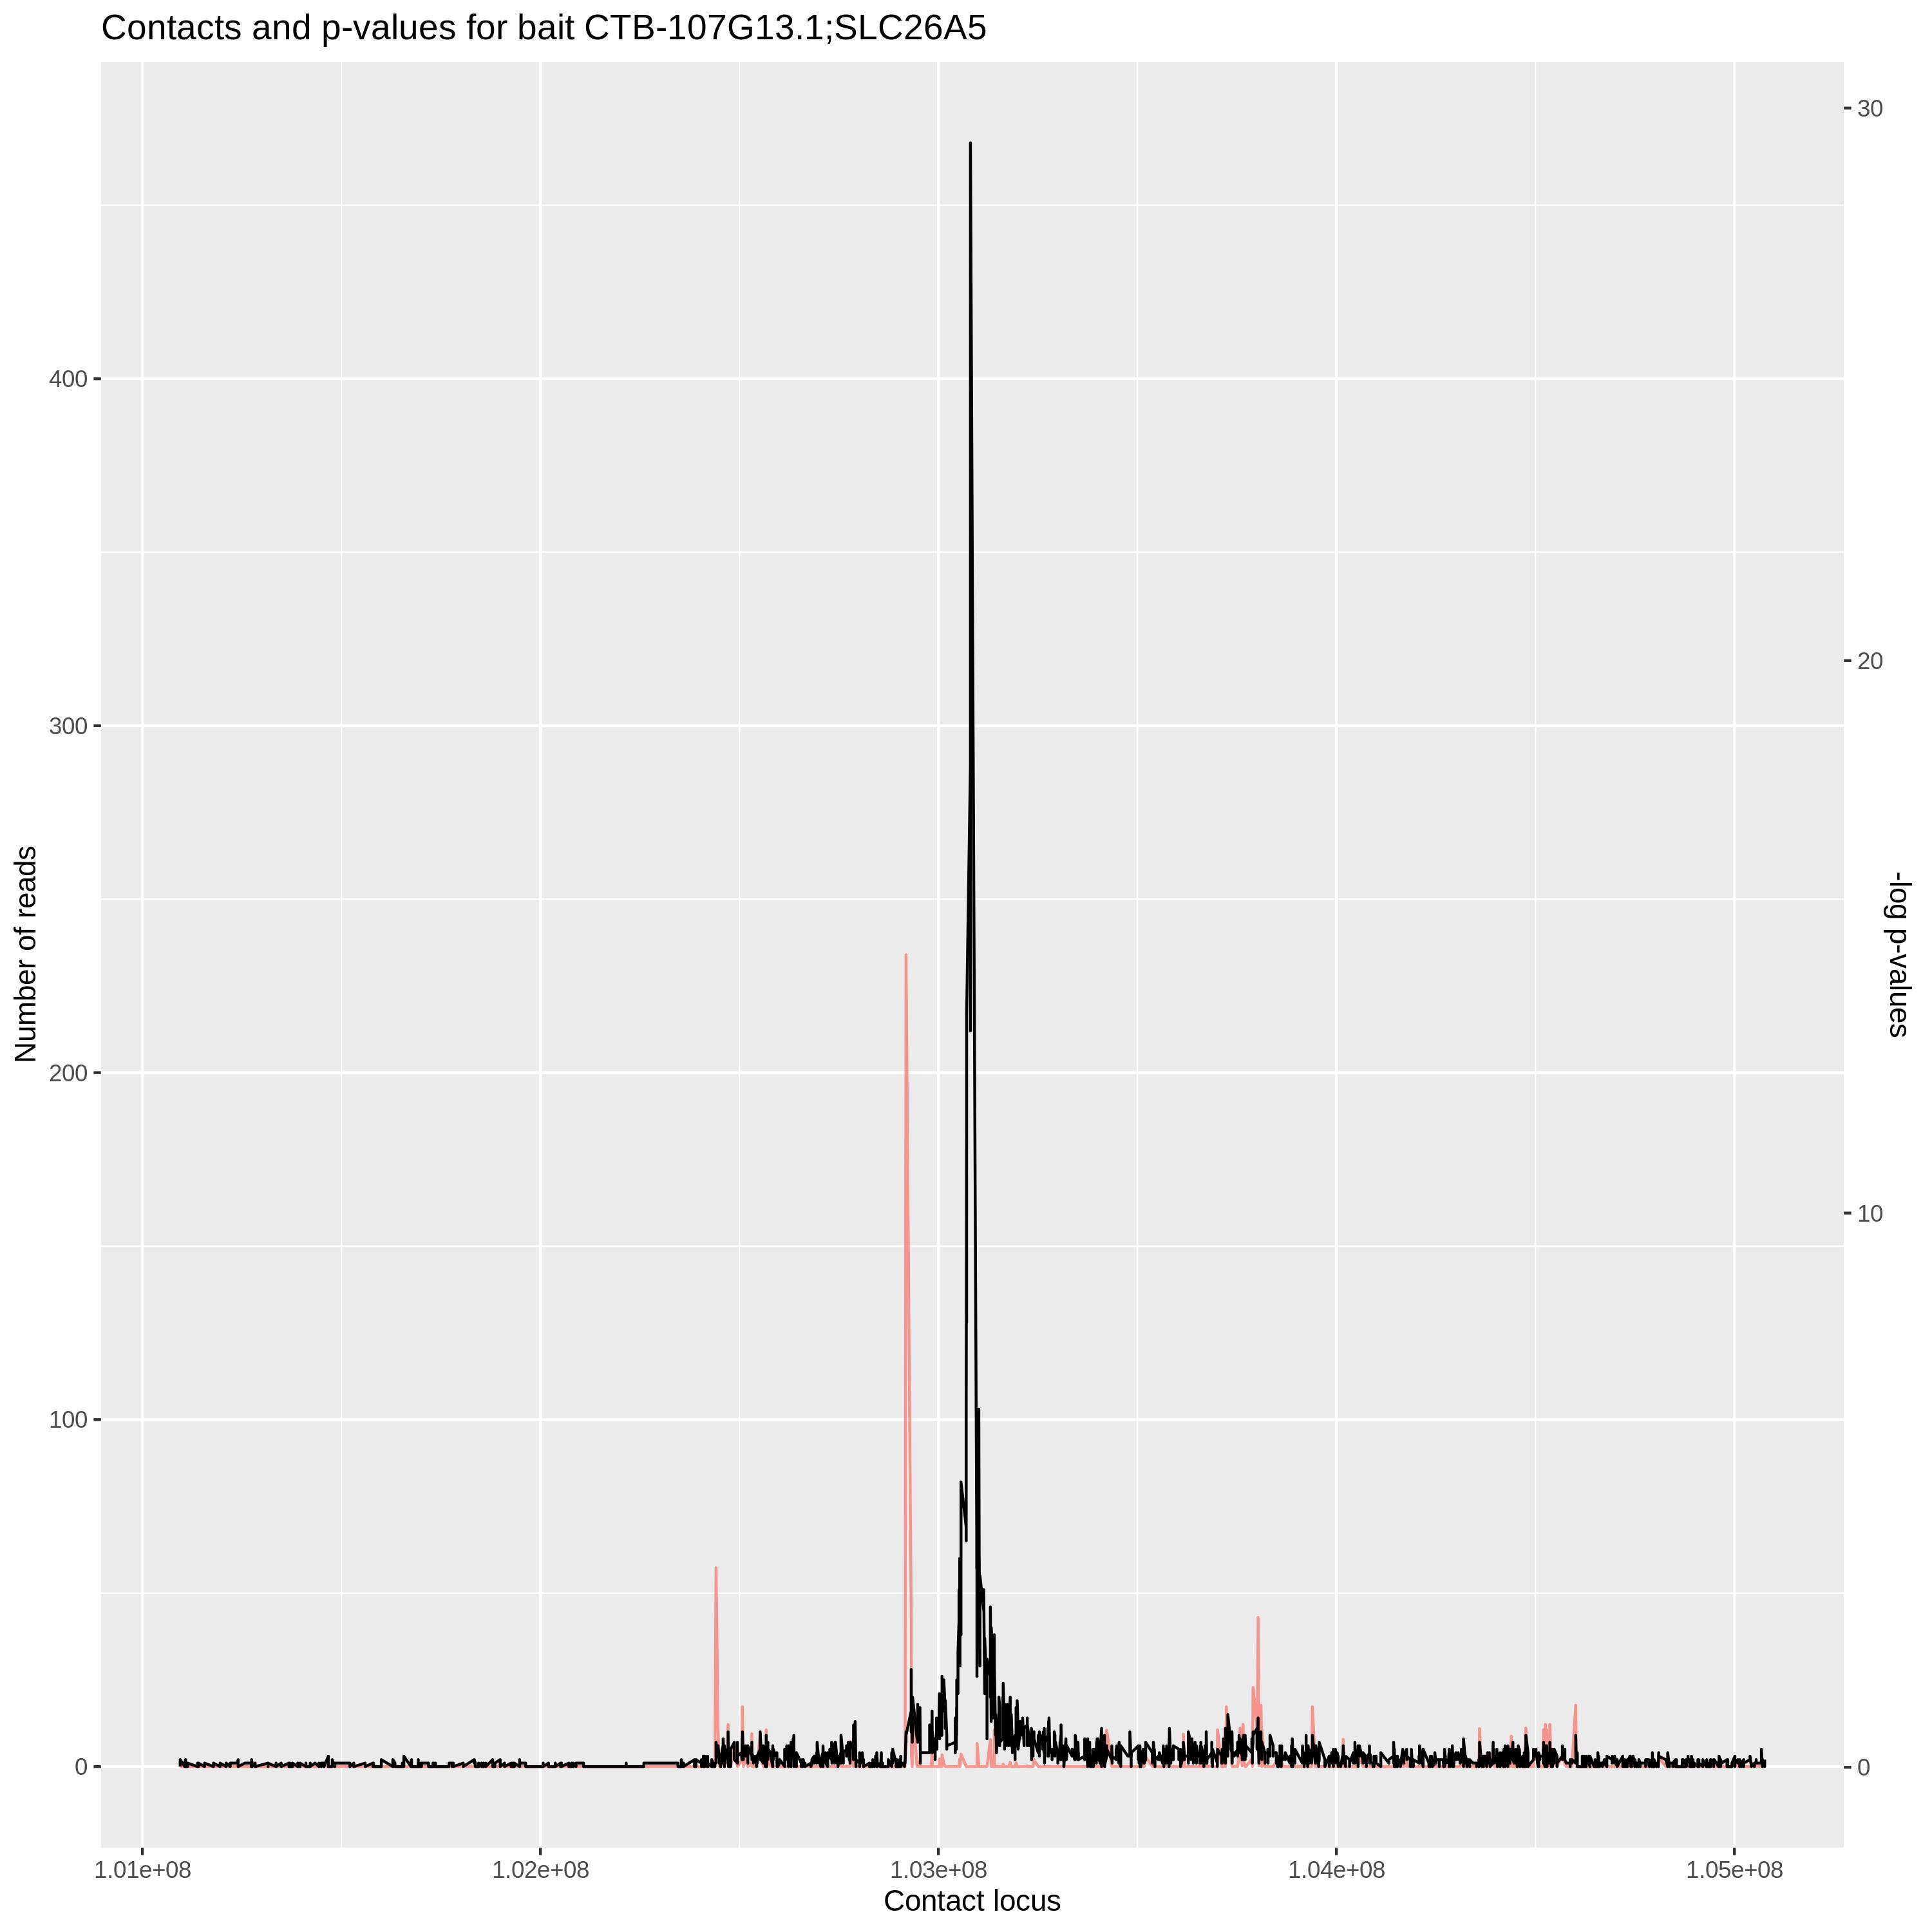 Contacts and p-values for bait CTB-107G13.1;SLC26A5
30
400
20
300
Number of reads
-log p-values
200
10
100
0
0
1.01e+08
1.02e+08
1.03e+08
1.04e+08
1.05e+08
Contact locus